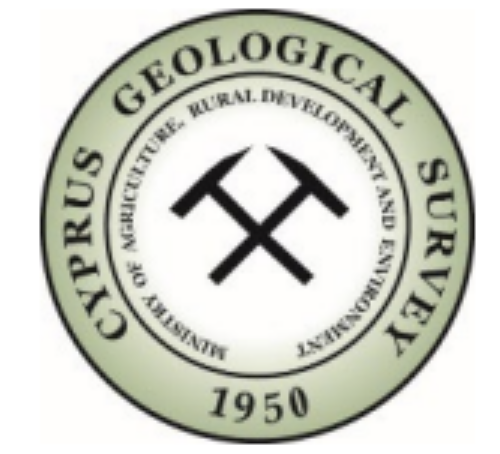 CYPRUS GEOLOGICAL SURVEY
MINISTRY OF AGRICULTURE, RURAL DEVELOPMENT AND ENVIRONMENT
1950